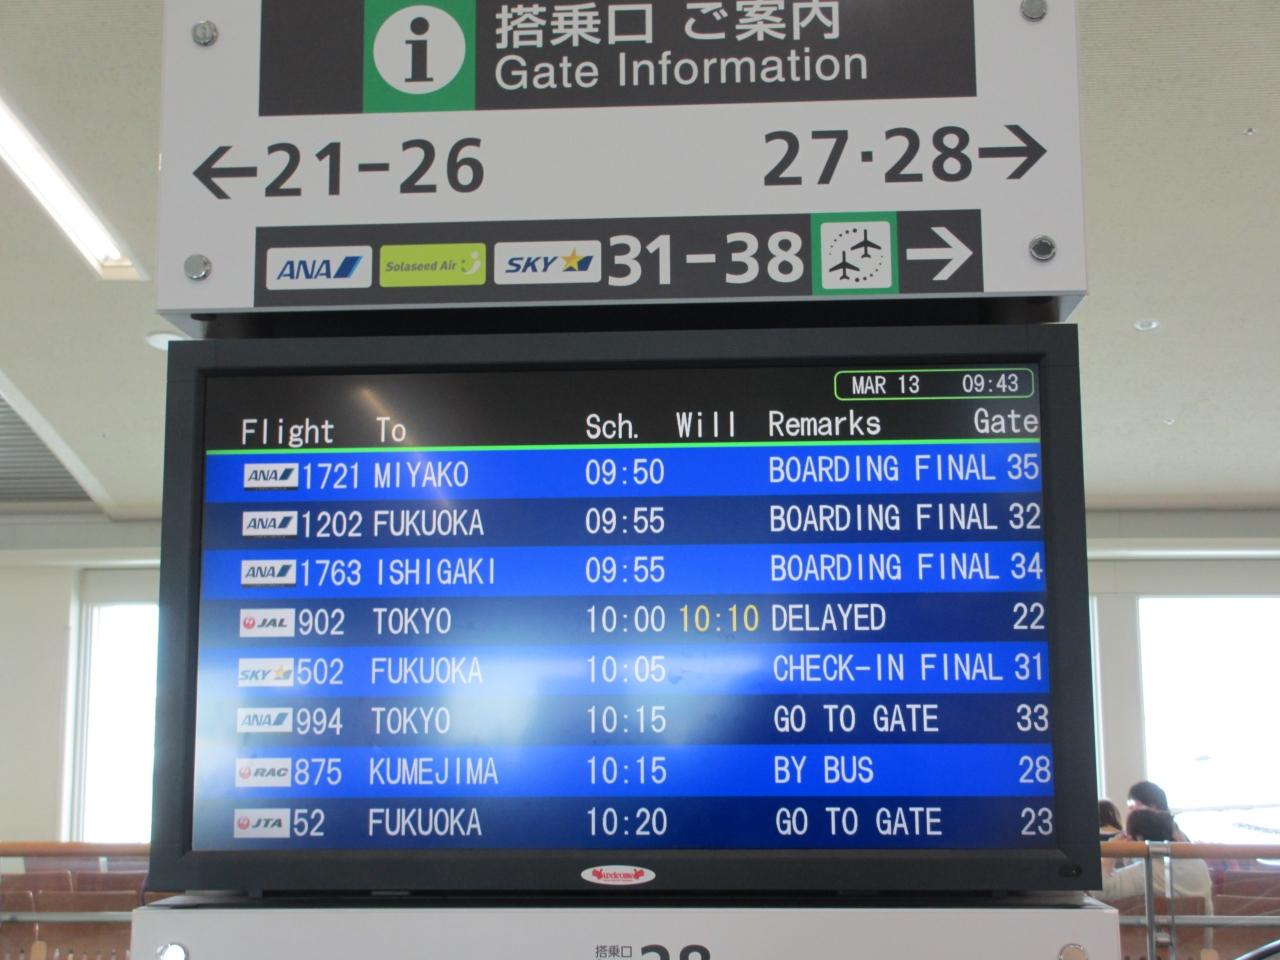 搭乗口 ご案内
Gate Information
←21-26 27・28→
ANA Solaseed Air SKY 31-38 →
MAR 13 09:43
Flight To Sch. Will Remarks Gate
ANA 1721 MIYAKO 09:50 BOARDING FINAL 35
ANA 1202 FUKUOKA 09:55 BOARDING FINAL 32
ANA 1763 ISHIGAKI 09:55 BOARDING FINAL 34
JAL 902 TOKYO 10:00 10:10 DELAYED 22
SKY 502 FUKUOKA 10:05 CHECK-IN FINAL 31
ANA 994 TOKYO 10:15 GO TO GATE 33
RAC 875 KUMEJIMA 10:15 BY BUS 28
JTA 52 FUKUOKA 10:20 GO TO GATE 23
welcome
搭乗口 28